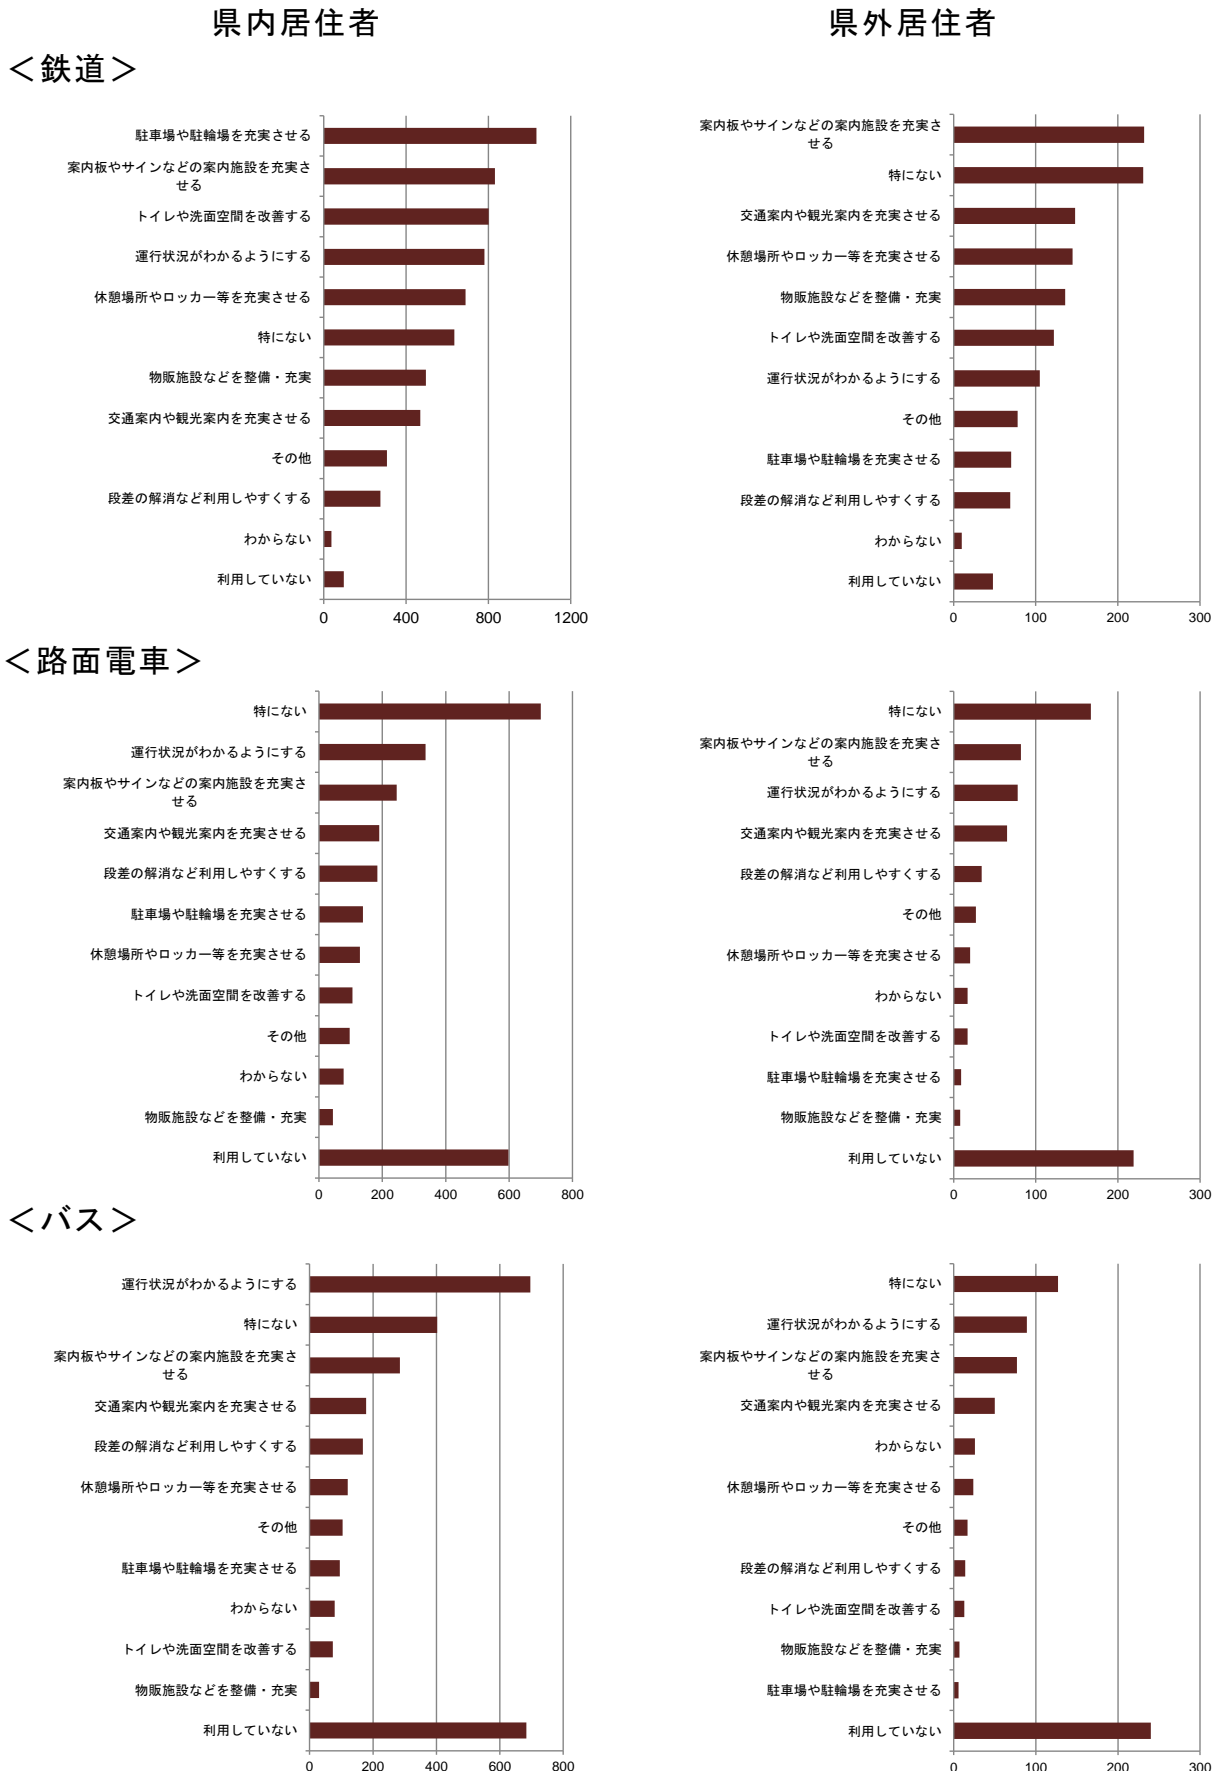 県内居住者
県外居住者
＜鉄道＞
駐車場や駐輪場を充実させる
案内板やサインなどの案内施設を充実さ
せる
トイレや洗面空間を改善する
運行状況がわかるようにする
休憩場所やロッカー等を充実させる
特にない
物販施設などを整備・充実
交通案内や観光案内を充実させる
その他
段差の解消など利用しやすくする
わからない
利用していない
0 400 800 1200
案内板やサインなどの案内施設を充実さ
せる
特にない
交通案内や観光案内を充実させる
休憩場所やロッカー等を充実させる
物販施設などを整備・充実
トイレや洗面空間を改善する
運行状況がわかるようにする
その他
駐車場や駐輪場を充実させる
段差の解消など利用しやすくする
わからない
利用していない
0 100 200 300
＜路面電車＞
特にない
運行状況がわかるようにする
案内板やサインなどの案内施設を充実さ
せる
交通案内や観光案内を充実させる
段差の解消など利用しやすくする
駐車場や駐輪場を充実させる
休憩場所やロッカー等を充実させる
トイレや洗面空間を改善する
その他
わからない
物販施設などを整備・充実
利用していない
0 200 400 600 800
特にない
案内板やサインなどの案内施設を充実さ
せる
運行状況がわかるようにする
交通案内や観光案内を充実させる
段差の解消など利用しやすくする
その他
休憩場所やロッカー等を充実させる
わからない
トイレや洗面空間を改善する
駐車場や駐輪場を充実させる
物販施設などを整備・充実
利用していない
0 100 200 300
＜バス＞
運行状況がわかるようにする
特にない
案内板やサインなどの案内施設を充実さ
せる
交通案内や観光案内を充実させる
段差の解消など利用しやすくする
休憩場所やロッカー等を充実させる
その他
駐車場や駐輪場を充実させる
わからない
トイレや洗面空間を改善する
物販施設などを整備・充実
利用していない
0 200 400 600 800
特にない
運行状況がわかるようにする
案内板やサインなどの案内施設を充実さ
せる
交通案内や観光案内を充実させる
わからない
休憩場所やロッカー等を充実させる
その他
段差の解消など利用しやすくする
トイレや洗面空間を改善する
物販施設などを整備・充実
駐車場や駐輪場を充実させる
利用していない
0 100 200 300